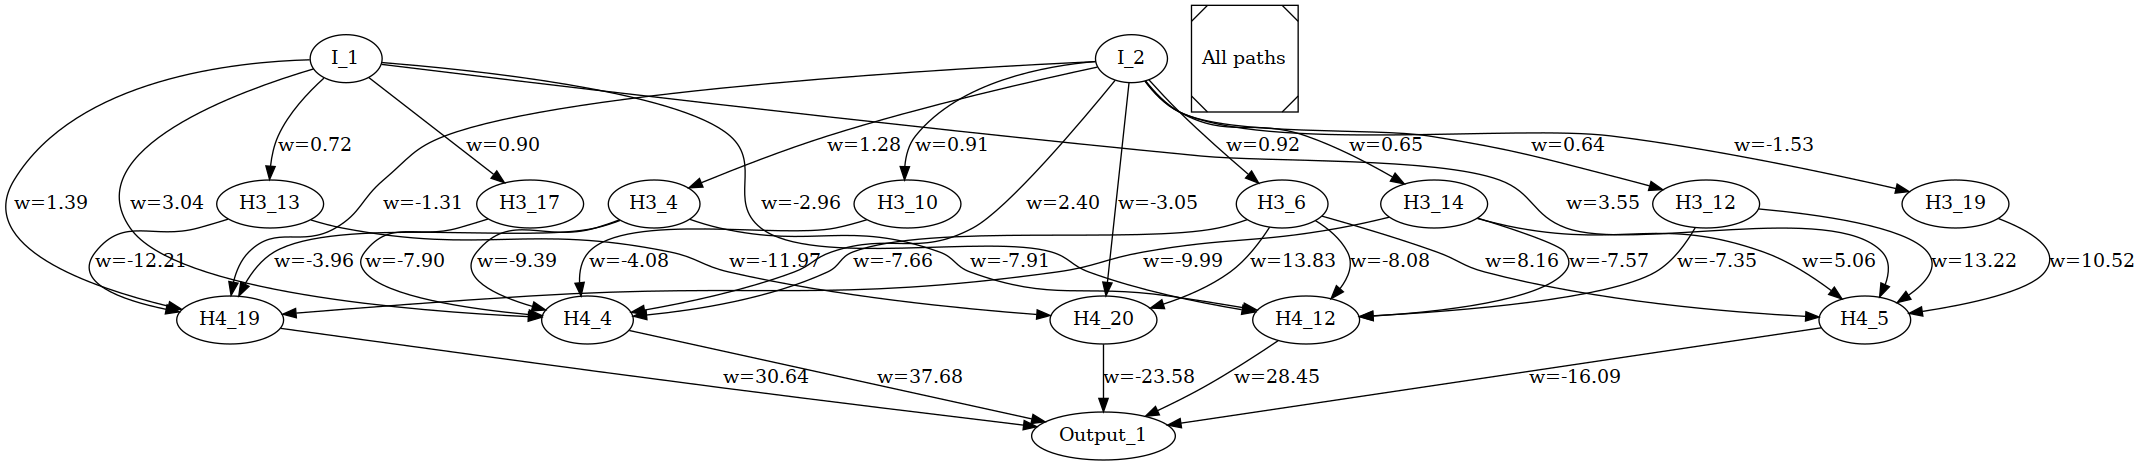 I_1
I_2
All paths
w=0.72
w=0.90
w=1.28
w=0.91
w=0.92
w=0.65
w=0.64
w=-1.53
w=1.39
w=3.04
H3_13
w=-1.31
H3_17
H3_4
w=-2.96
H3_10
w=2.40
w=-3.05
H3_6
H3_14
w=3.55
H3_12
H3_19
w=-12.21
w=-3.96
w=-7.90
w=-9.39
w=-4.08
w=-11.97
w=-7.66
w=-7.91
w=-9.99
w=13.83
w=-8.08
w=8.16
w=-7.57
w=-7.35
w=5.06
w=13.22
w=10.52
H4_19
H4_4
H4_20
H4_12
H4_5
w=30.64
w=37.68
w=-23.58
w=28.45
w=-16.09
Output_1